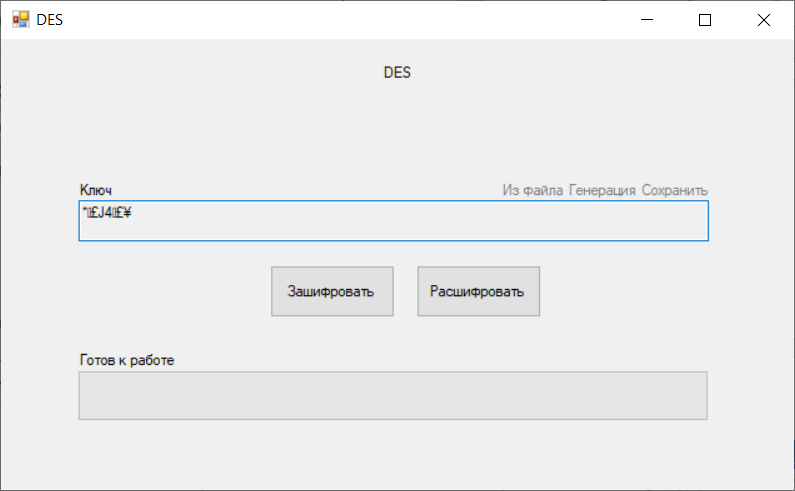 DES
DES
Ключ
Из файла Генерация Сохранить
Зашифровать
Расшифровать
Готов к работе